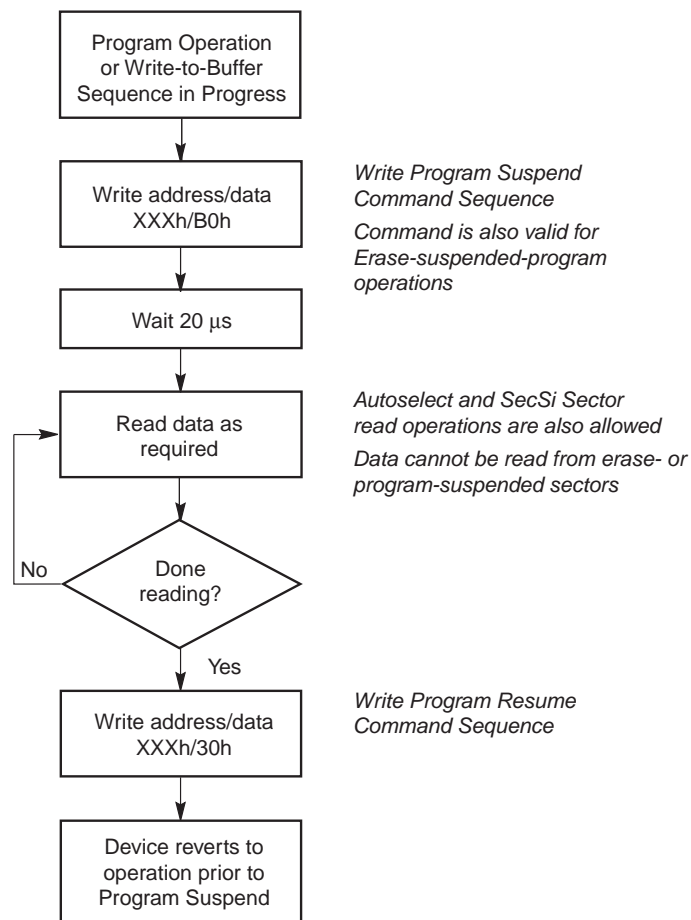 Program Operation
or Write-to-Buffer
Sequence in Progress
Write address/data
XXXh/B0h
Write Program Suspend
Command Sequence
Command is also valid for
Erase-suspended-program
operations
Wait 20 μs
Read data as
required
Autoselect and SecSi Sector
read operations are also allowed
Data cannot be read from erase- or
program-suspended sectors
No
Done
reading?
Yes
Write address/data
XXXh/30h
Write Program Resume
Command Sequence
Device reverts to
operation prior to
Program Suspend